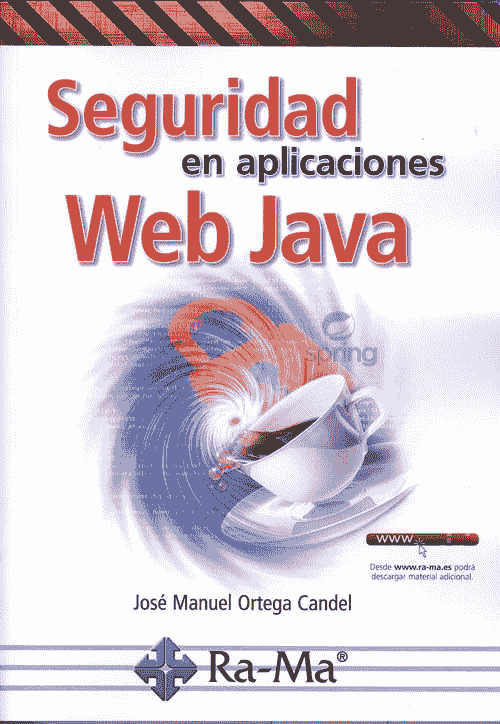 Seguridad
en aplicaciones
Web Java
spring
www
Desde www.ra-ma.es podrá
descargar material adicional.
José Manuel Ortega Candel
Ra-Ma®